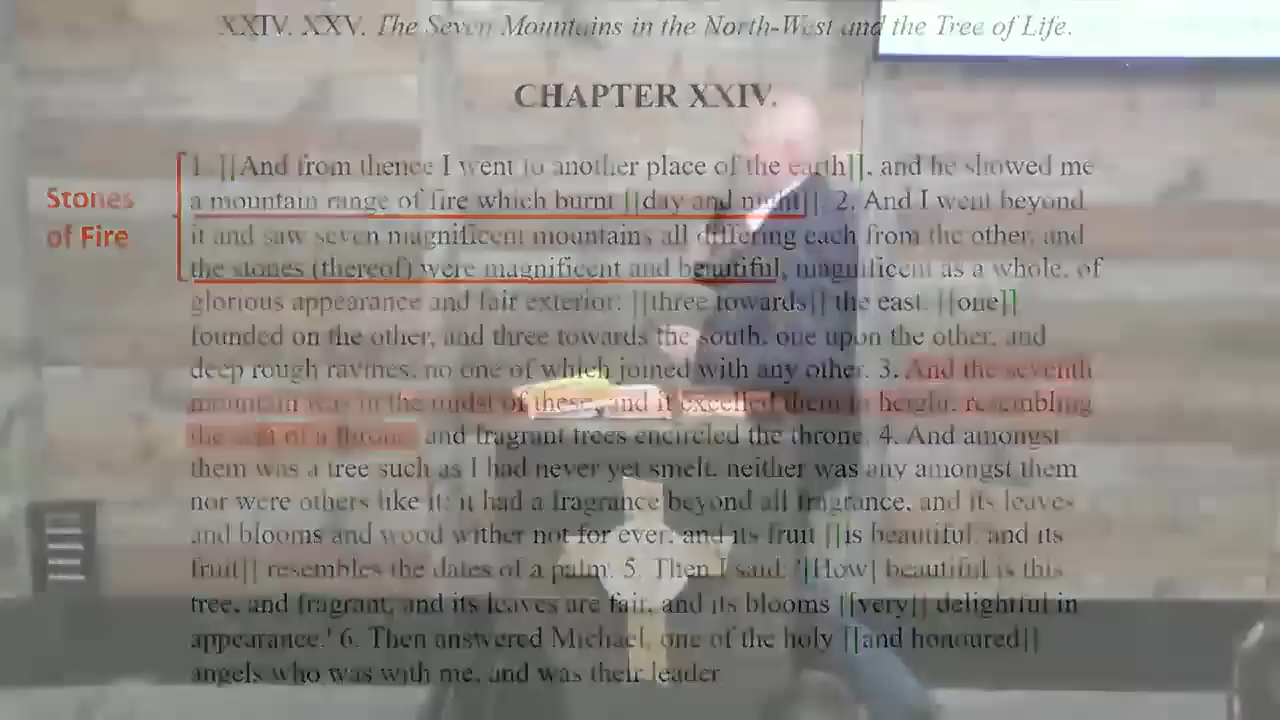 XXIV. XXV. The Seven Mountains in the North-West and the Tree of Life.
CHAPTER XXIV.
Stones
of Fire
1. [[And from thence I went to another place of the earth]], and he showed me
a mountain range of fire which burnt [[day and night]]. 2. And I went beyond
it and saw seven magnificent mountains all differing each from the other, and
the stones (thereof) were magnificent and beautiful, magnificent as a whole, of
glorious appearance and fair exterior: [[three towards]] the east, [[one]]
founded on the other, and three towards the south, one upon the other, and
deep rough ravines, no one of which joined with any other. 3. And the seventh
mountain was in the midst of these, and it excelled them in height, resembling
the seat of a throne: and fragrant trees encircled the throne. 4. And amongst
them was a tree such as I had never yet smelt, neither was any amongst them
nor were others like it: it had a fragrance beyond all fragrance, and its leaves
and blooms and wood wither not for ever: and its fruit [[is beautiful, and its
fruit]] resembles the dates of a palm. 5. Then I said: '[How] beautiful is this
tree, and fragrant, and its leaves are fair, and its blooms [[very]] delightful in
appearance.' 6. Then answered Michael, one of the holy [[and honoured]]
angels who was with me, and was their leader